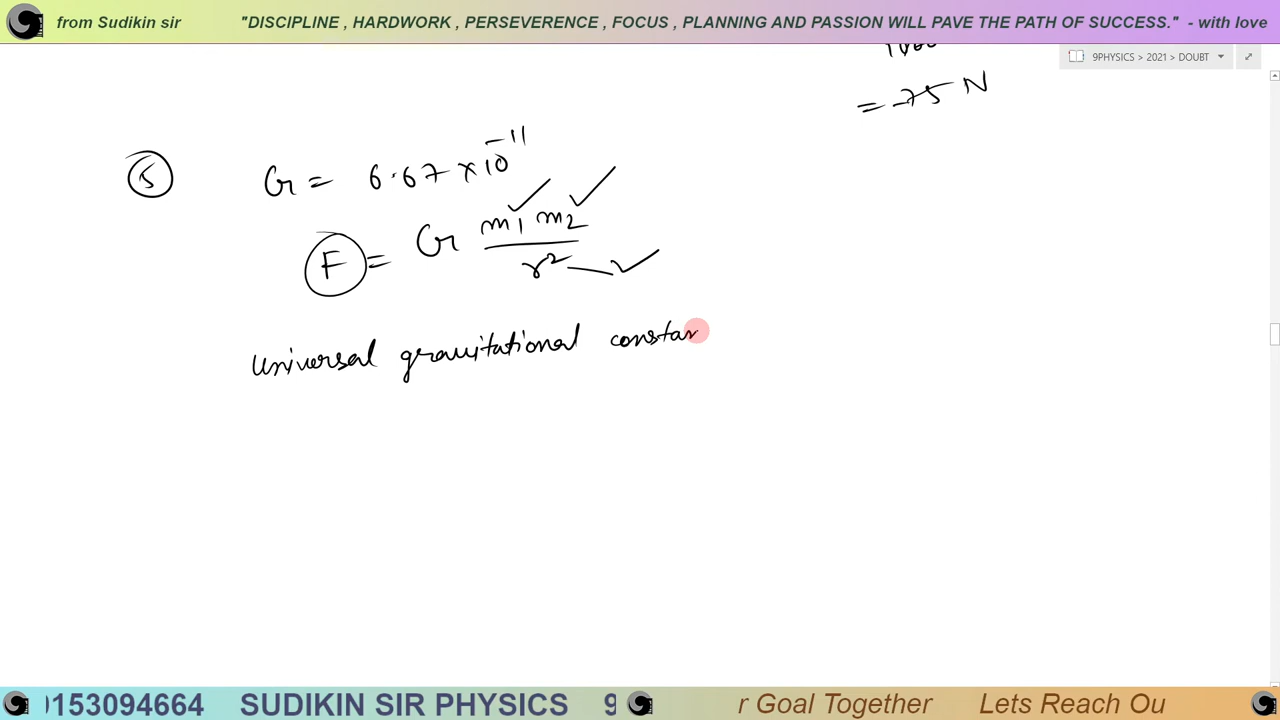 from Sudikin sir "DISCIPLINE , HARDWORK , PERSEVERENCE , FOCUS , PLANNING AND PASSION WILL PAVE THE PATH OF SUCCESS." - with love
9PHYSICS > 2021 > DOUBT
= -75 N
5 G = 6.67 × 10⁻¹¹
F = G m₁ m₂ / r²
Universal gravitational constan
0153094664 SUDIKIN SIR PHYSICS 9 r Goal Together Lets Reach Ou